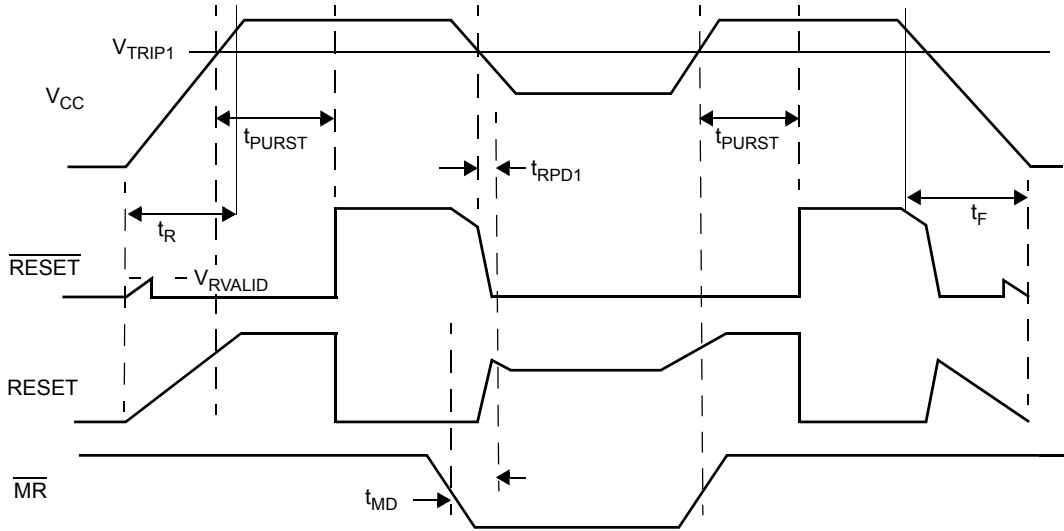 V_TRIP1
V_CC
t_PURST
t_PURST
t_RPD1
t_R
t_F
RESET
V_RVALID
RESET
MR
t_MD